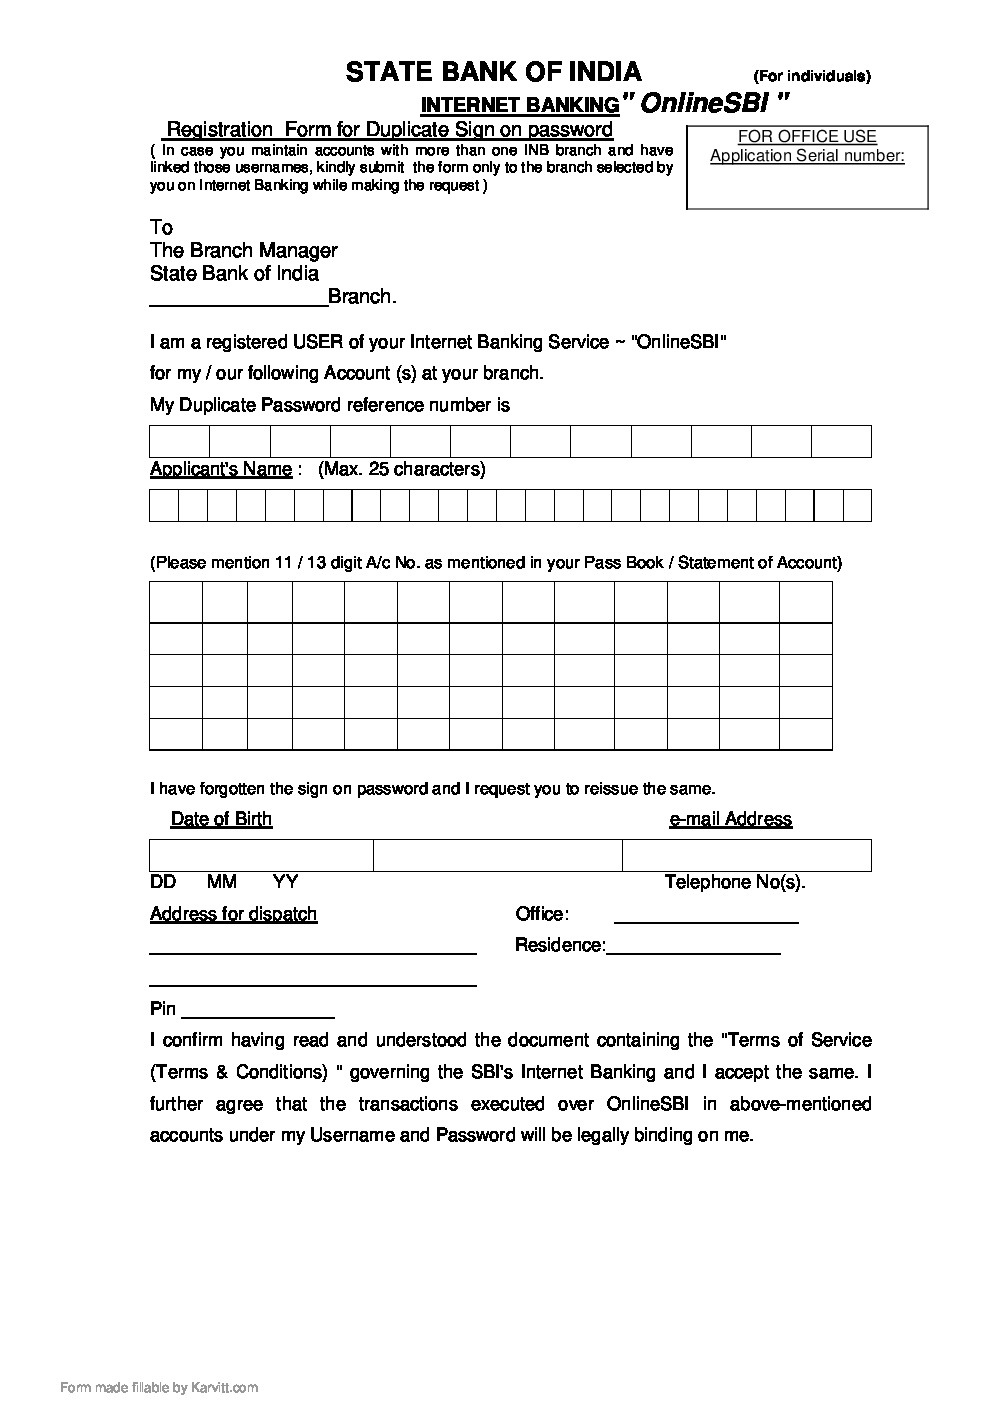 STATE BANK OF INDIA (For individuals)
INTERNET BANKING " OnlineSBI "
Registration Form for Duplicate Sign on password
( In case you maintain accounts with more than one INB branch and have
linked those usernames, kindly submit the form only to the branch selected by
you on Internet Banking while making the request )
FOR OFFICE USE
Application Serial number:
To
The Branch Manager
State Bank of India
________________Branch.
I am a registered USER of your Internet Banking Service ~ "OnlineSBI"
for my / our following Account (s) at your branch.
My Duplicate Password reference number is
Applicant's Name : (Max. 25 characters)
(Please mention 11 / 13 digit A/c No. as mentioned in your Pass Book / Statement of Account)
I have forgotten the sign on password and I request you to reissue the same.
Date of Birth e-mail Address
DD MM YY Telephone No(s).
Address for dispatch Office: ________________
Residence:________________
Pin ______________
I confirm having read and understood the document containing the "Terms of Service
(Terms & Conditions) " governing the SBI's Internet Banking and I accept the same. I
further agree that the transactions executed over OnlineSBI in above-mentioned
accounts under my Username and Password will be legally binding on me.
Form made fillable by Karvitt.com